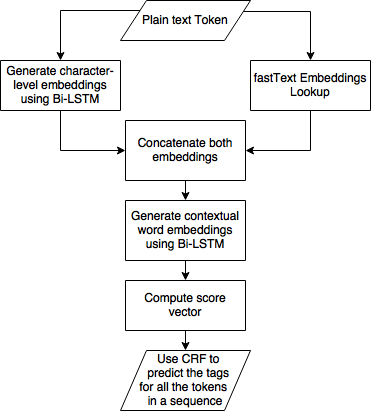 Plain text Token
Generate character-
level embeddings
using Bi-LSTM
fastText Embeddings
Lookup
Concatenate both
embeddings
Generate contextual
word embeddings
using Bi-LSTM
Compute score
vector
Use CRF to
predict the tags
for all the tokens
in a sequence